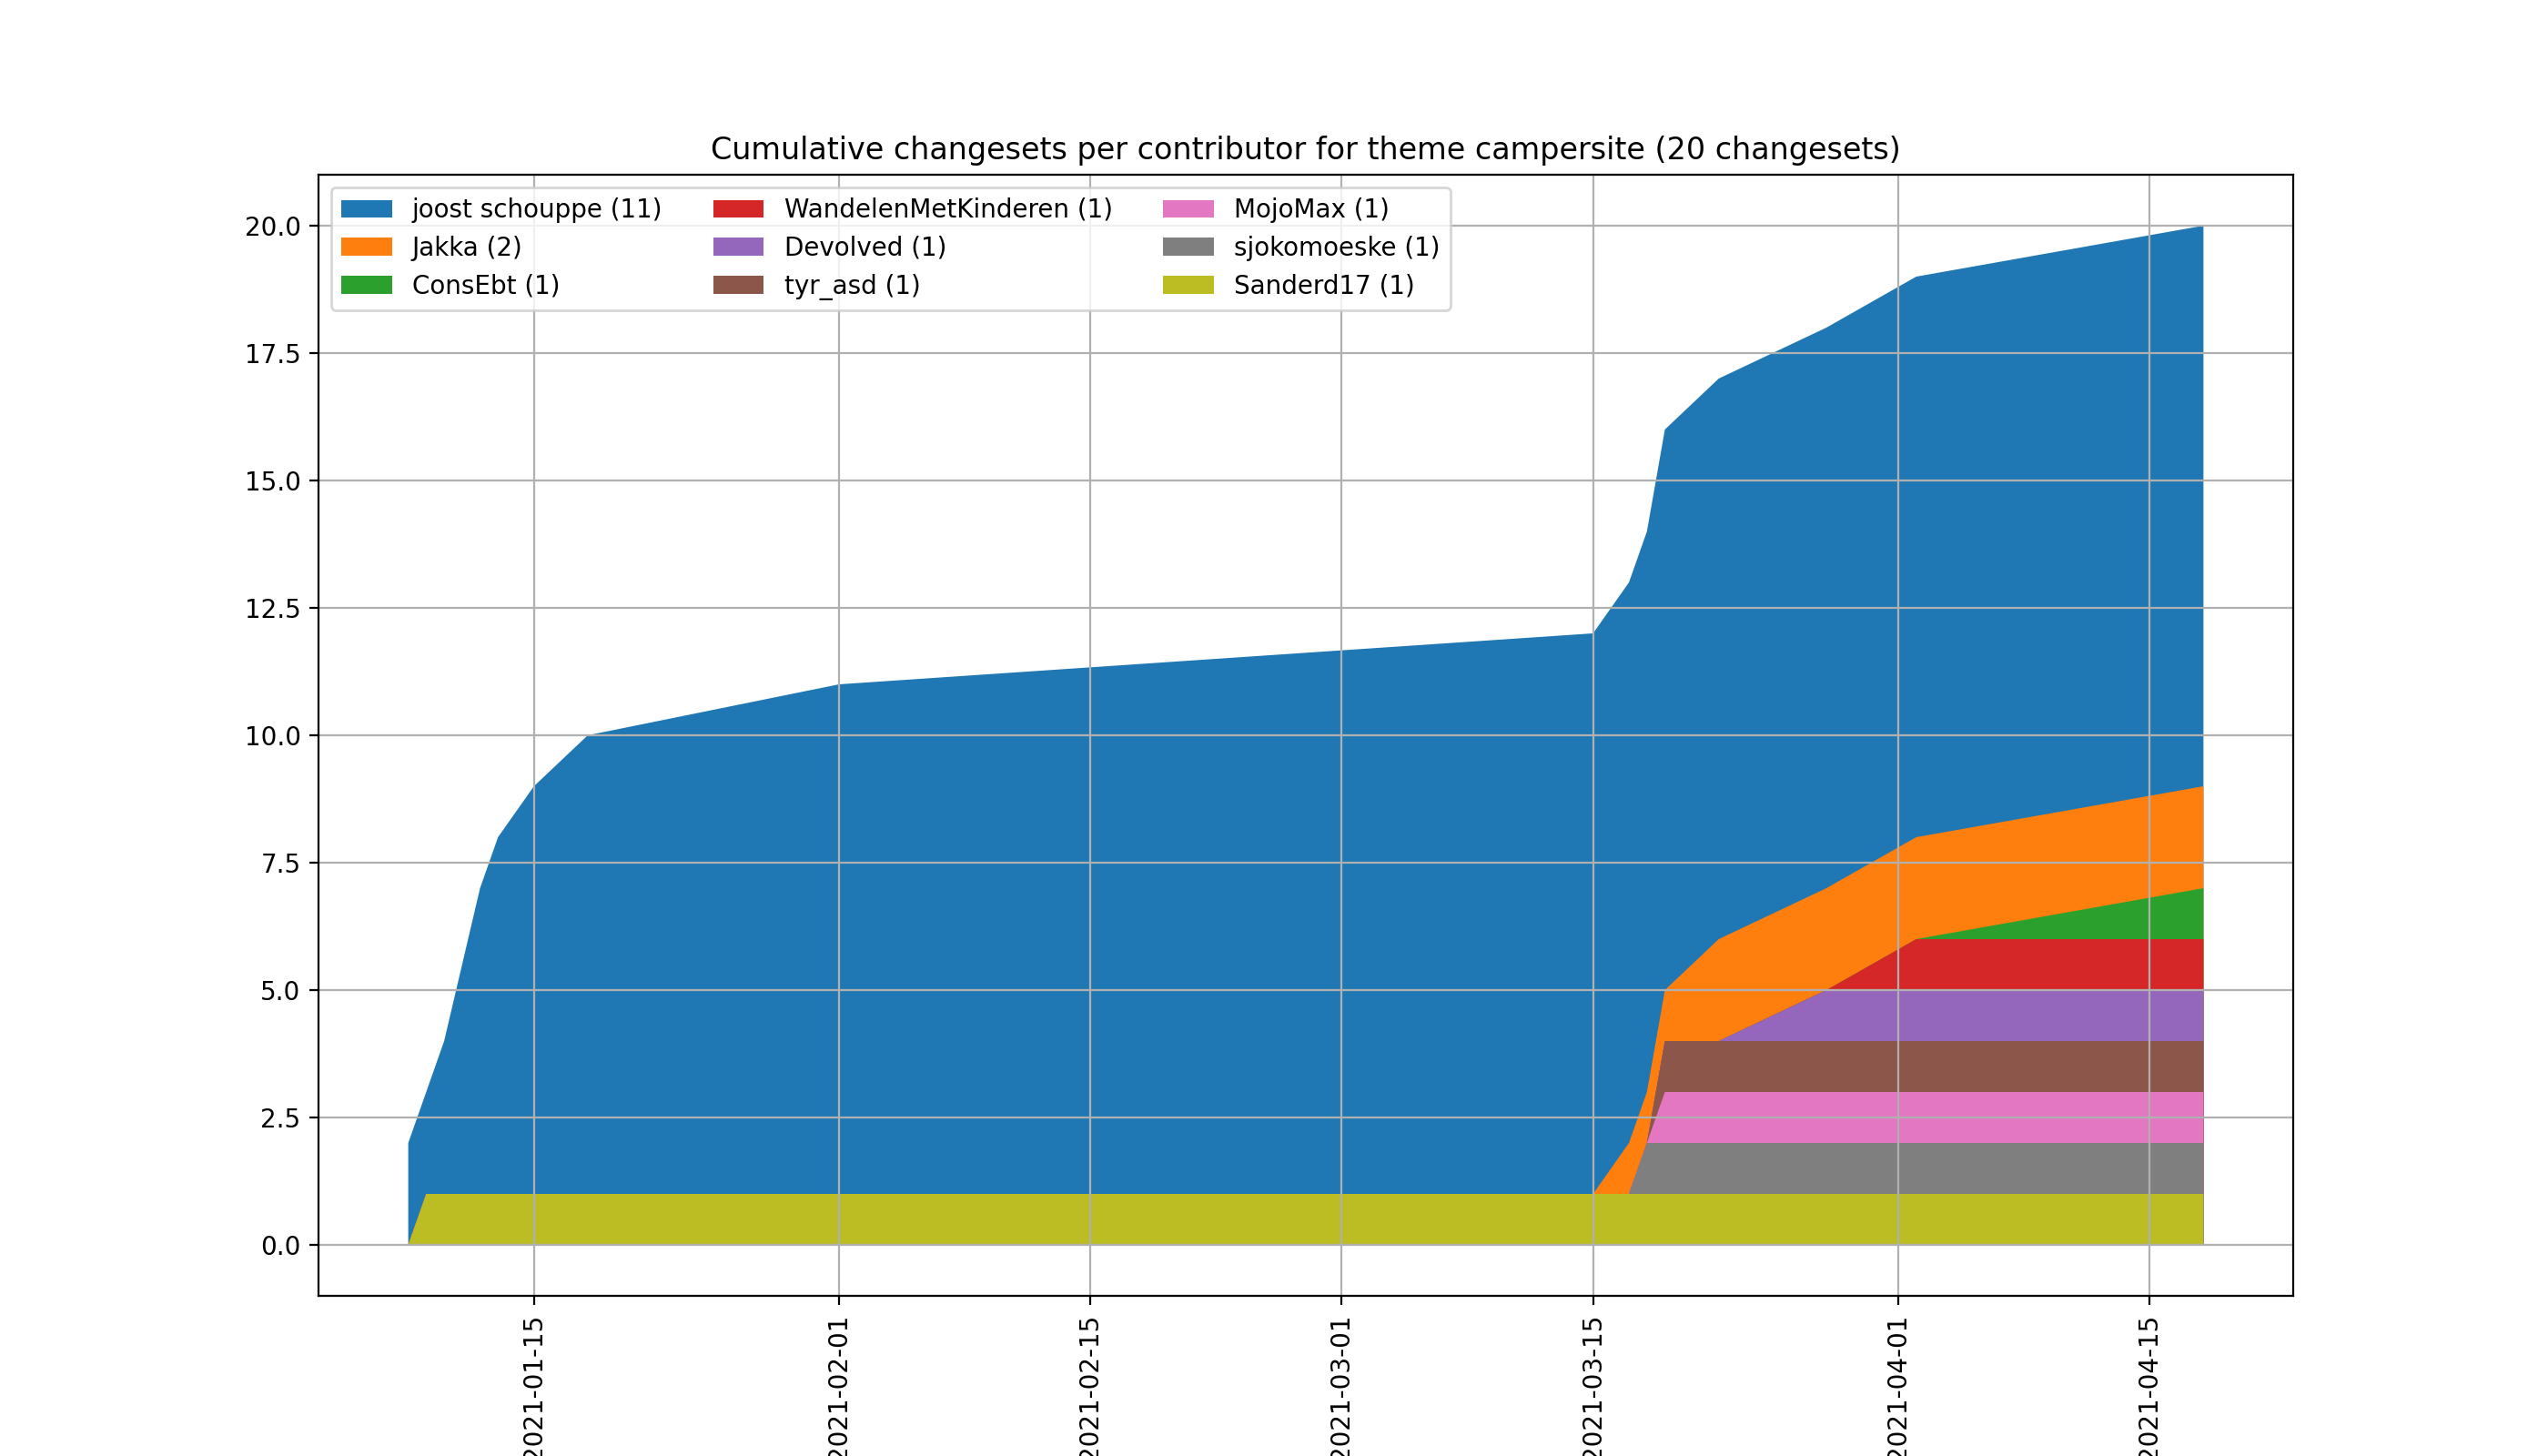 Cumulative changesets per contributor for theme campersite (20 changesets)
joost schouppe (11)
Jakka (2)
ConsEbt (1)
WandelenMetKinderen (1)
Devolved (1)
tyr_asd (1)
MojoMax (1)
sjokomoeske (1)
Sanderd17 (1)
20.0
17.5
15.0
12.5
10.0
7.5
5.0
2.5
0.0
2021-01-15
2021-02-01
2021-02-15
2021-03-01
2021-03-15
2021-04-01
2021-04-15